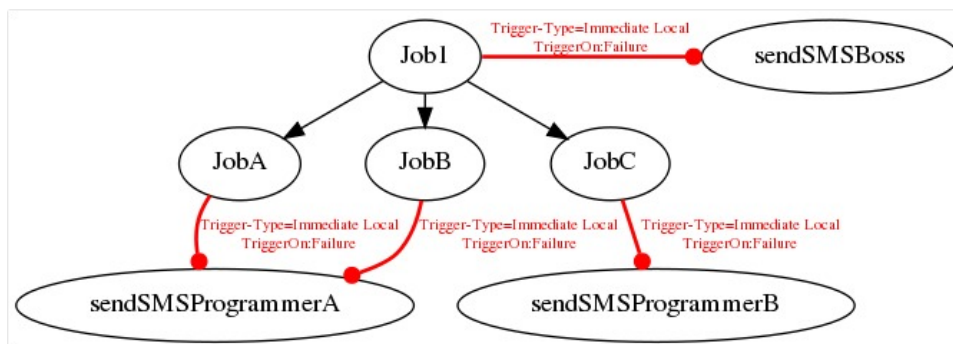 Trigger-Type=Immediate Local
TriggerOn:Failure
Job1
sendSMSBoss
JobA
JobB
JobC
Trigger-Type=Immediate Local
TriggerOn:Failure
Trigger-Type=Immediate Local
TriggerOn:Failure
Trigger-Type=Immediate Local
TriggerOn:Failure
sendSMSProgrammerA
sendSMSProgrammerB